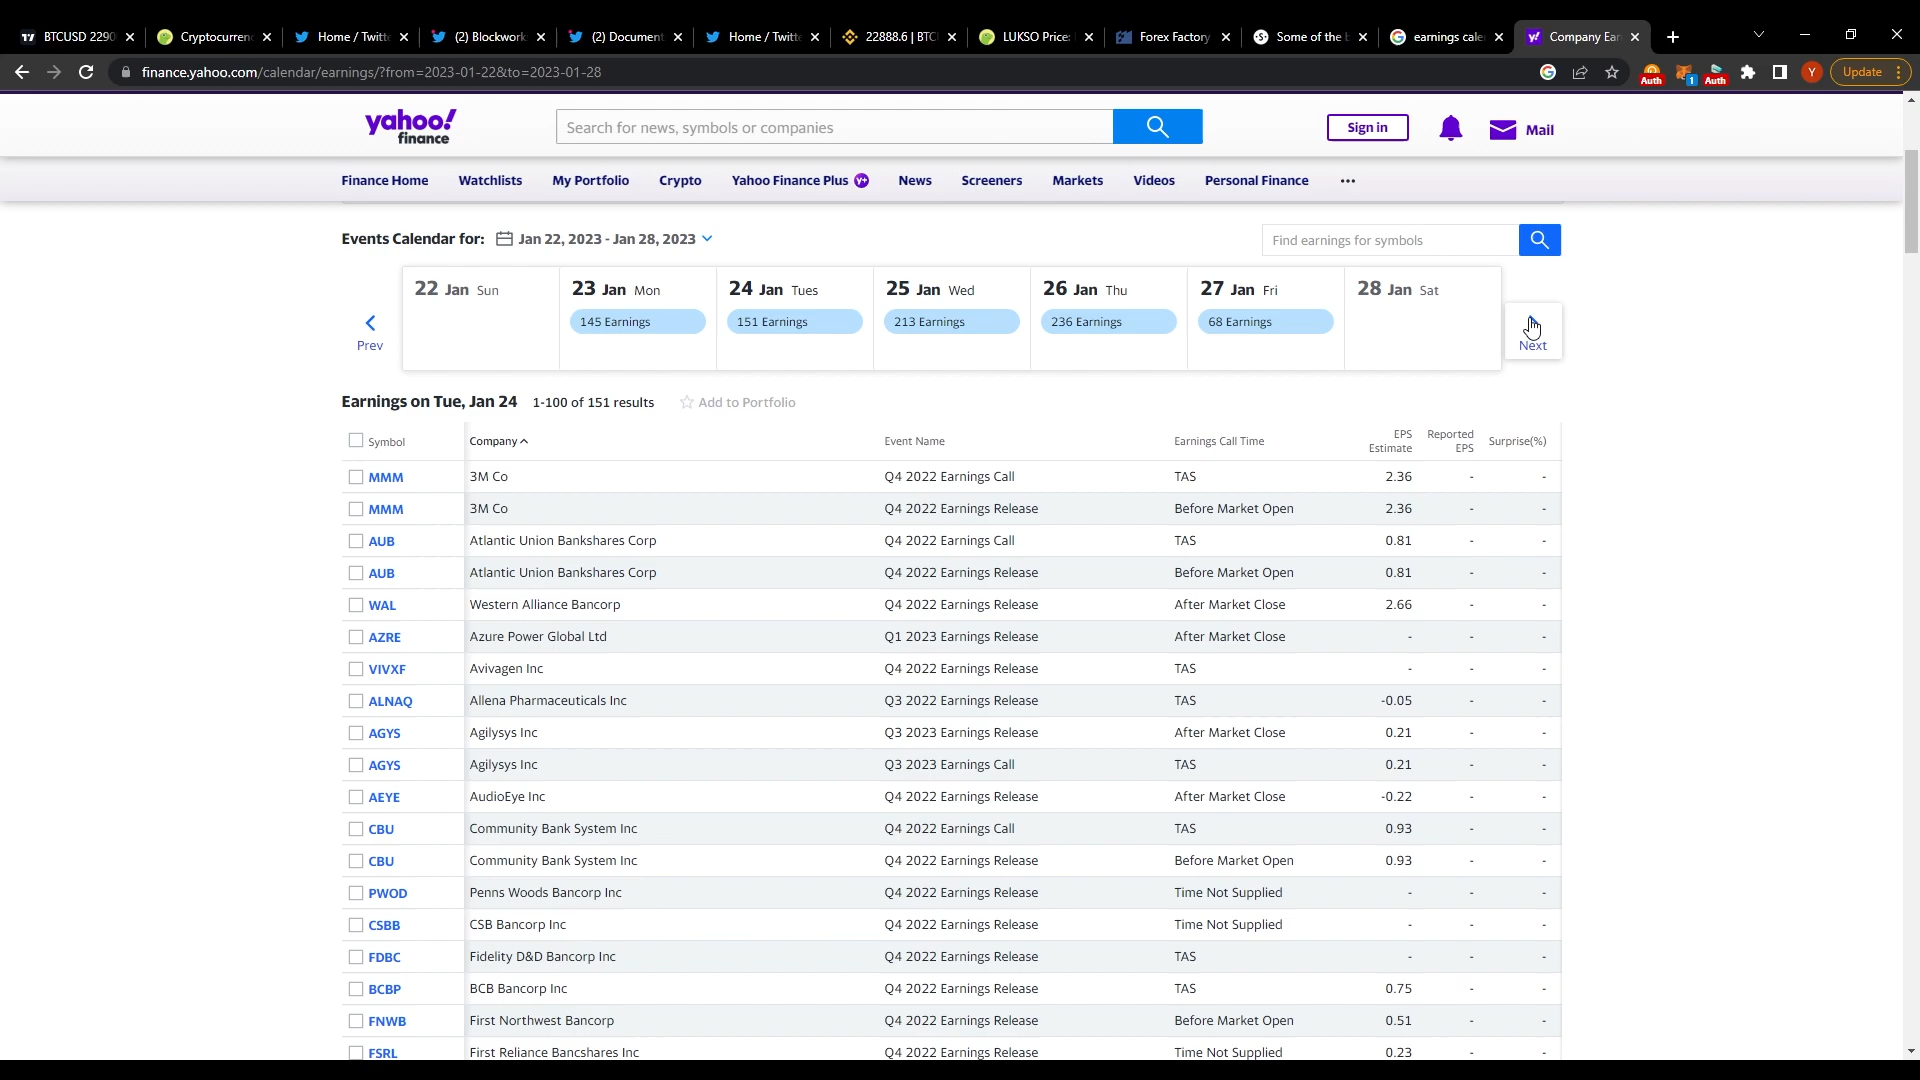 BTCUSD 2290
Cryptocurren
Home / Twitt
(2) Blockwork
(2) Document
Home / Twitt
22888.6 | BTC
LUKSO Price:
Forex Factory
Some of the b
earnings cale
Company Ear
finance.yahoo.com/calendar/earnings/?from=2023-01-22&to=2023-01-28
Auth
1
Auth
Y
Update
yahoo!
finance
Search for news, symbols or companies
Sign in
Mail
Finance Home Watchlists My Portfolio Crypto Yahoo Finance Plus Y+ News Screeners Markets Videos Personal Finance ...
Events Calendar for: Jan 22, 2023 - Jan 28, 2023
Find earnings for symbols
22 Jan Sun 23 Jan Mon 24 Jan Tues 25 Jan Wed 26 Jan Thu 27 Jan Fri 28 Jan Sat
145 Earnings 151 Earnings 213 Earnings 236 Earnings 68 Earnings
Prev
Next
Earnings on Tue, Jan 24 1-100 of 151 results Add to Portfolio
Symbol Company Event Name Earnings Call Time EPS Estimate Reported EPS Surprise(%)
MMM 3M Co Q4 2022 Earnings Call TAS 2.36 - -
MMM 3M Co Q4 2022 Earnings Release Before Market Open 2.36 - -
AUB Atlantic Union Bankshares Corp Q4 2022 Earnings Call TAS 0.81 - -
AUB Atlantic Union Bankshares Corp Q4 2022 Earnings Release Before Market Open 0.81 - -
WAL Western Alliance Bancorp Q4 2022 Earnings Release After Market Close 2.66 - -
AZRE Azure Power Global Ltd Q1 2023 Earnings Release After Market Close - - -
VIVXF Avivagen Inc Q4 2022 Earnings Release TAS - - -
ALNAQ Allena Pharmaceuticals Inc Q3 2022 Earnings Release TAS -0.05 - -
AGYS Agilysys Inc Q3 2023 Earnings Release After Market Close 0.21 - -
AGYS Agilysys Inc Q3 2023 Earnings Call TAS 0.21 - -
AEYE AudioEye Inc Q4 2022 Earnings Release After Market Close -0.22 - -
CBU Community Bank System Inc Q4 2022 Earnings Call TAS 0.93 - -
CBU Community Bank System Inc Q4 2022 Earnings Release Before Market Open 0.93 - -
PWOD Penns Woods Bancorp Inc Q4 2022 Earnings Release Time Not Supplied - - -
CSBB CSB Bancorp Inc Q4 2022 Earnings Release Time Not Supplied - - -
FDBC Fidelity D&D Bancorp Inc Q4 2022 Earnings Release TAS - - -
BCBP BCB Bancorp Inc Q4 2022 Earnings Release TAS 0.75 - -
FNWB First Northwest Bancorp Q4 2022 Earnings Release Before Market Open 0.51 - -
FSRL First Reliance Bancshares Inc Q4 2022 Earnings Release Time Not Supplied 0.23 - -